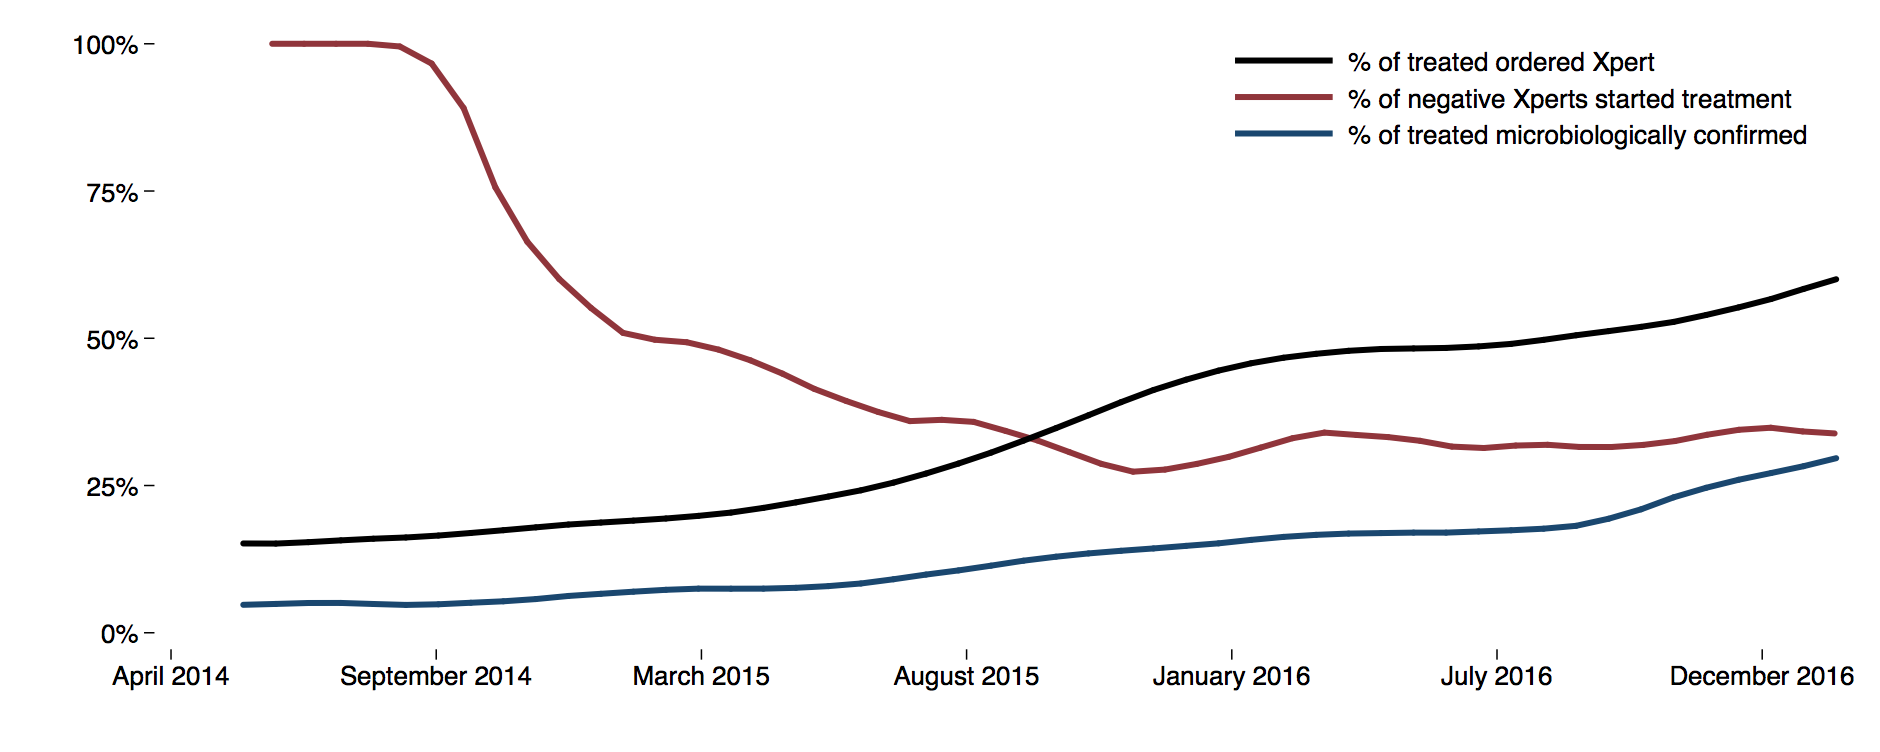 100%
% of treated ordered Xpert
% of negative Xperts started treatment
% of treated microbiologically confirmed
75%
50%
25%
0%
April 2014 September 2014 March 2015 August 2015 January 2016 July 2016 December 2016